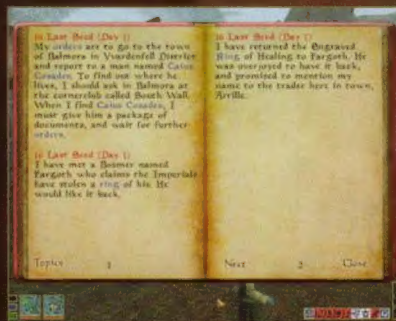 16 Last Seed (Day 1)
My orders are to go to the town
of Balmora in Vvardenfell District
and report to a man named Caius
Cosades. To find out where he
lives, I should ask in Balmora at
the cornerclub called South Wall.
When I find Caius Cosades, I
must give him a package of
documents, and wait for further
orders.
16 Last Seed (Day 1)
I have met a Bosmer named
Fargoth who claims the Imperials
have stolen a ring of his. He
would like it back.
Topics
1
16 Last Seed (Day 1)
I have returned the Engraved
Ring of Healing to Fargoth. He
was overjoyed to have it back,
and promised to mention my
name to the trader here in town,
Arrille.
Next
2
Close